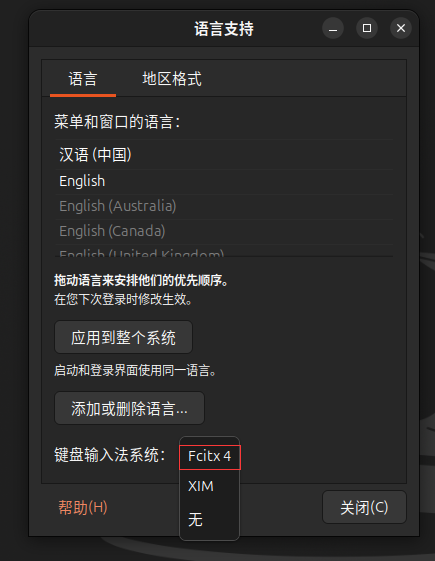 语言支持
语言 地区格式
菜单和窗口的语言:
汉语 (中国)
English
English (Australia)
English (Canada)
English (United Kingdom)
拖动语言来安排他们的优先顺序。
在您下次登录时修改生效。
应用到整个系统
启动和登录界面使用同一语言。
添加或删除语言...
键盘输入法系统: Fcitx 4
XIM
无
帮助(H) 关闭(C)